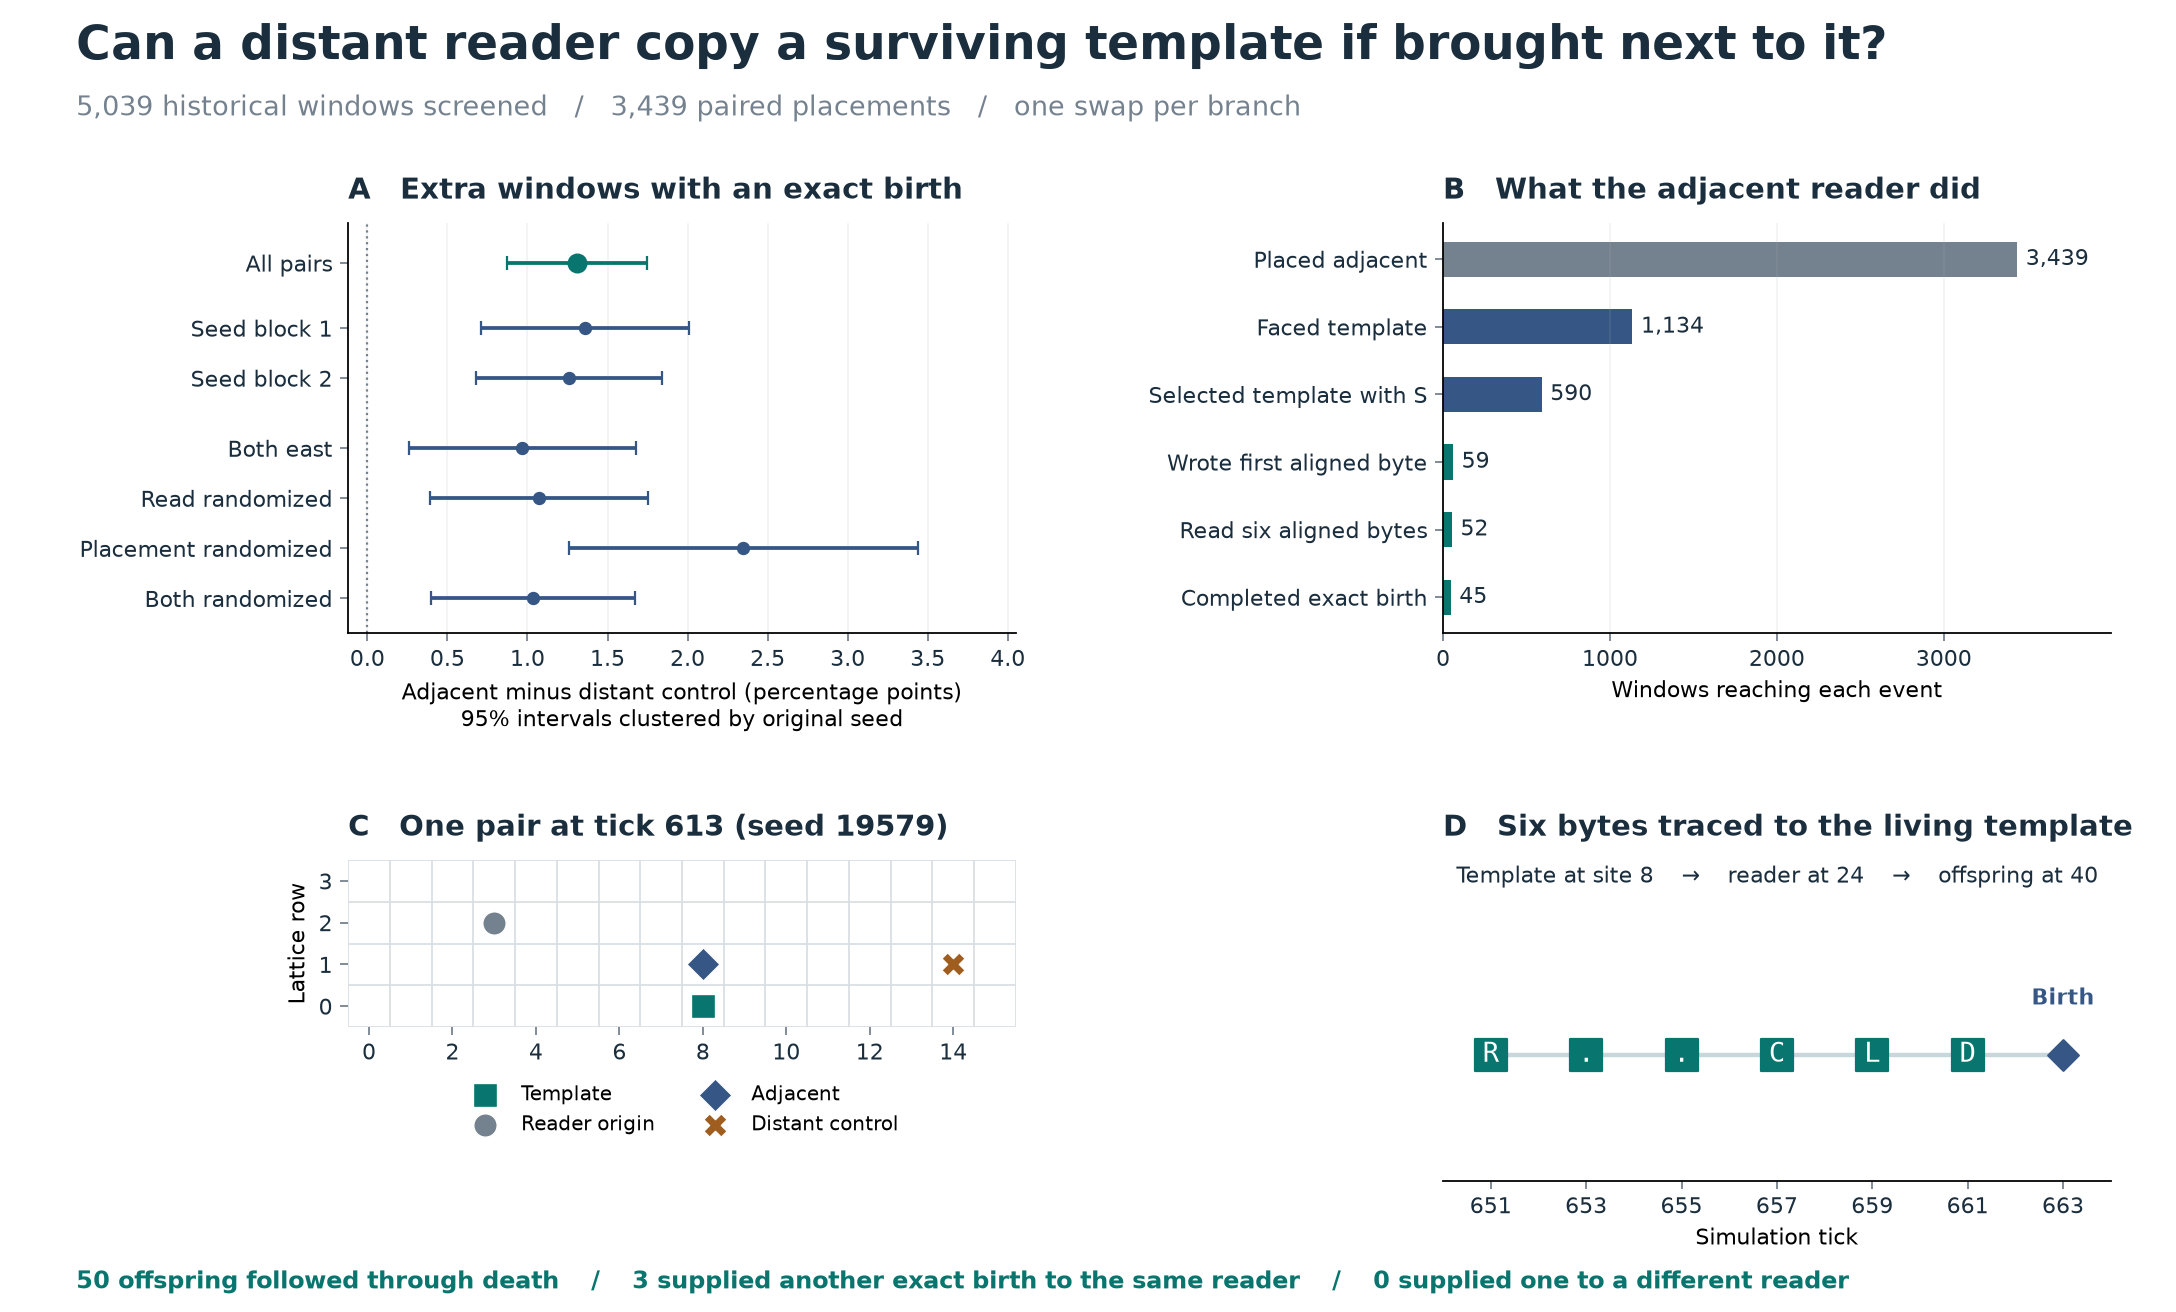 Can a distant reader copy a surviving template if brought next to it?
5,039 historical windows screened / 3,439 paired placements / one swap per branch
A Extra windows with an exact birth
All pairs
Seed block 1
Seed block 2
Both east
Read randomized
Placement randomized
Both randomized
0.0 0.5 1.0 1.5 2.0 2.5 3.0 3.5 4.0
Adjacent minus distant control (percentage points)
95% intervals clustered by original seed
B What the adjacent reader did
Placed adjacent 3,439
Faced template 1,134
Selected template with S 590
Wrote first aligned byte 59
Read six aligned bytes 52
Completed exact birth 45
0 1000 2000 3000
Windows reaching each event
C One pair at tick 613 (seed 19579)
Lattice row
3
2
1
0
0 2 4 6 8 10 12 14
Template Adjacent
Reader origin Distant control
D Six bytes traced to the living template
Template at site 8 → reader at 24 → offspring at 40
Birth
R . . C L D
651 653 655 657 659 661 663
Simulation tick
50 offspring followed through death / 3 supplied another exact birth to the same reader / 0 supplied one to a different reader